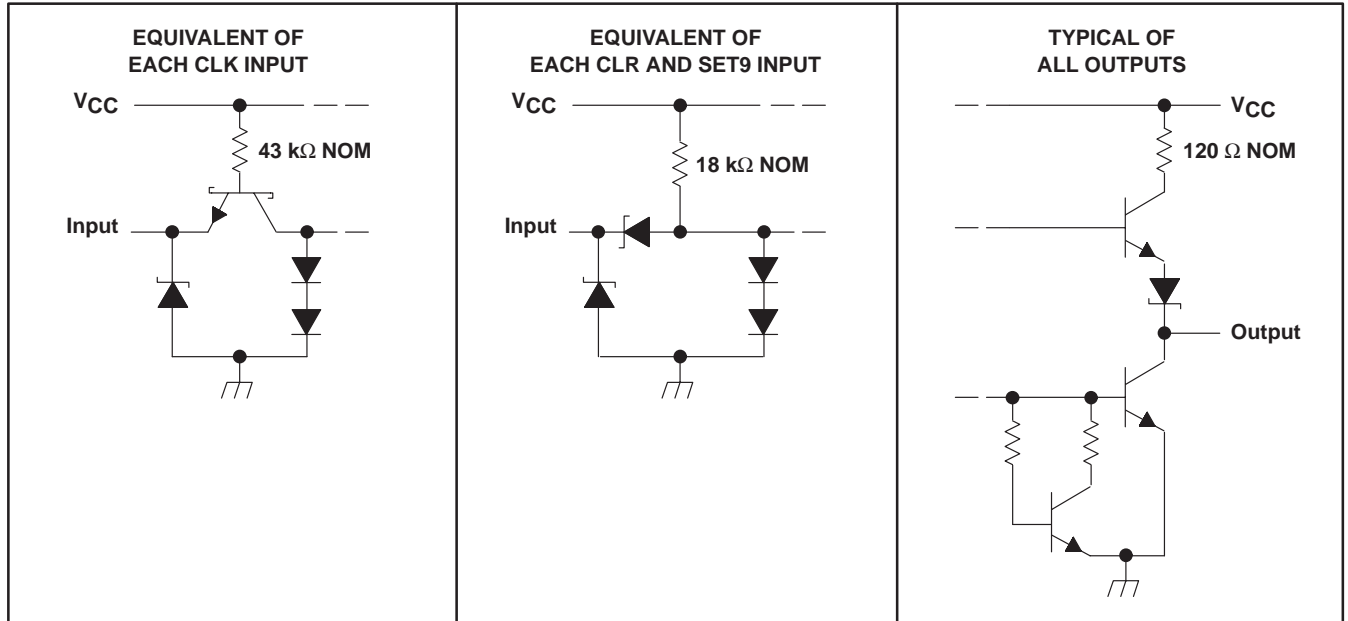 EQUIVALENT OF
EACH CLK INPUT
VCC
43 kΩ NOM
Input
EQUIVALENT OF
EACH CLR AND SET9 INPUT
VCC
18 kΩ NOM
Input
TYPICAL OF
ALL OUTPUTS
VCC
120 Ω NOM
Output